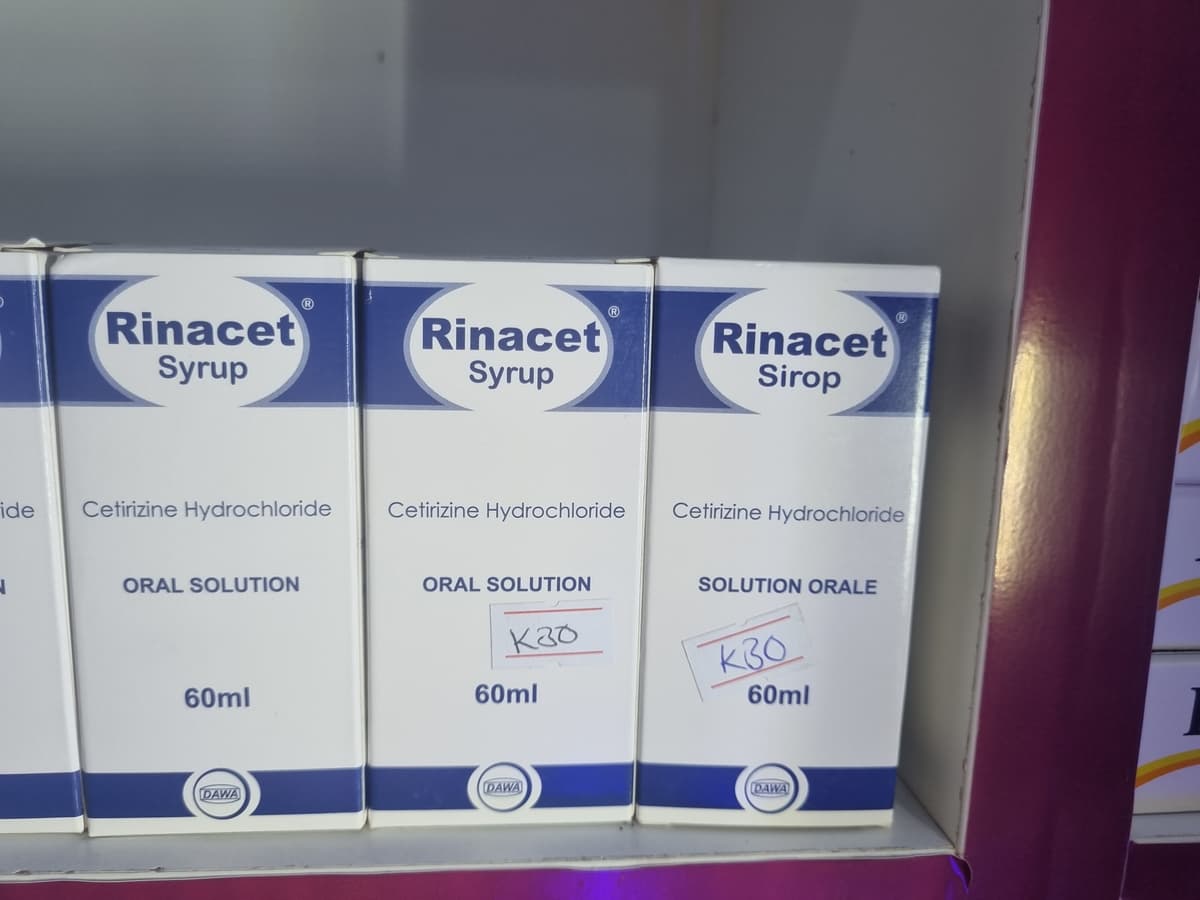 Rinacet®
Syrup
Cetirizine Hydrochloride
ORAL SOLUTION
60ml
DAWA
Rinacet®
Syrup
Cetirizine Hydrochloride
ORAL SOLUTION
K30
60ml
DAWA
Rinacet®
Sirop
Cetirizine Hydrochloride
SOLUTION ORALE
K30
60ml
DAWA